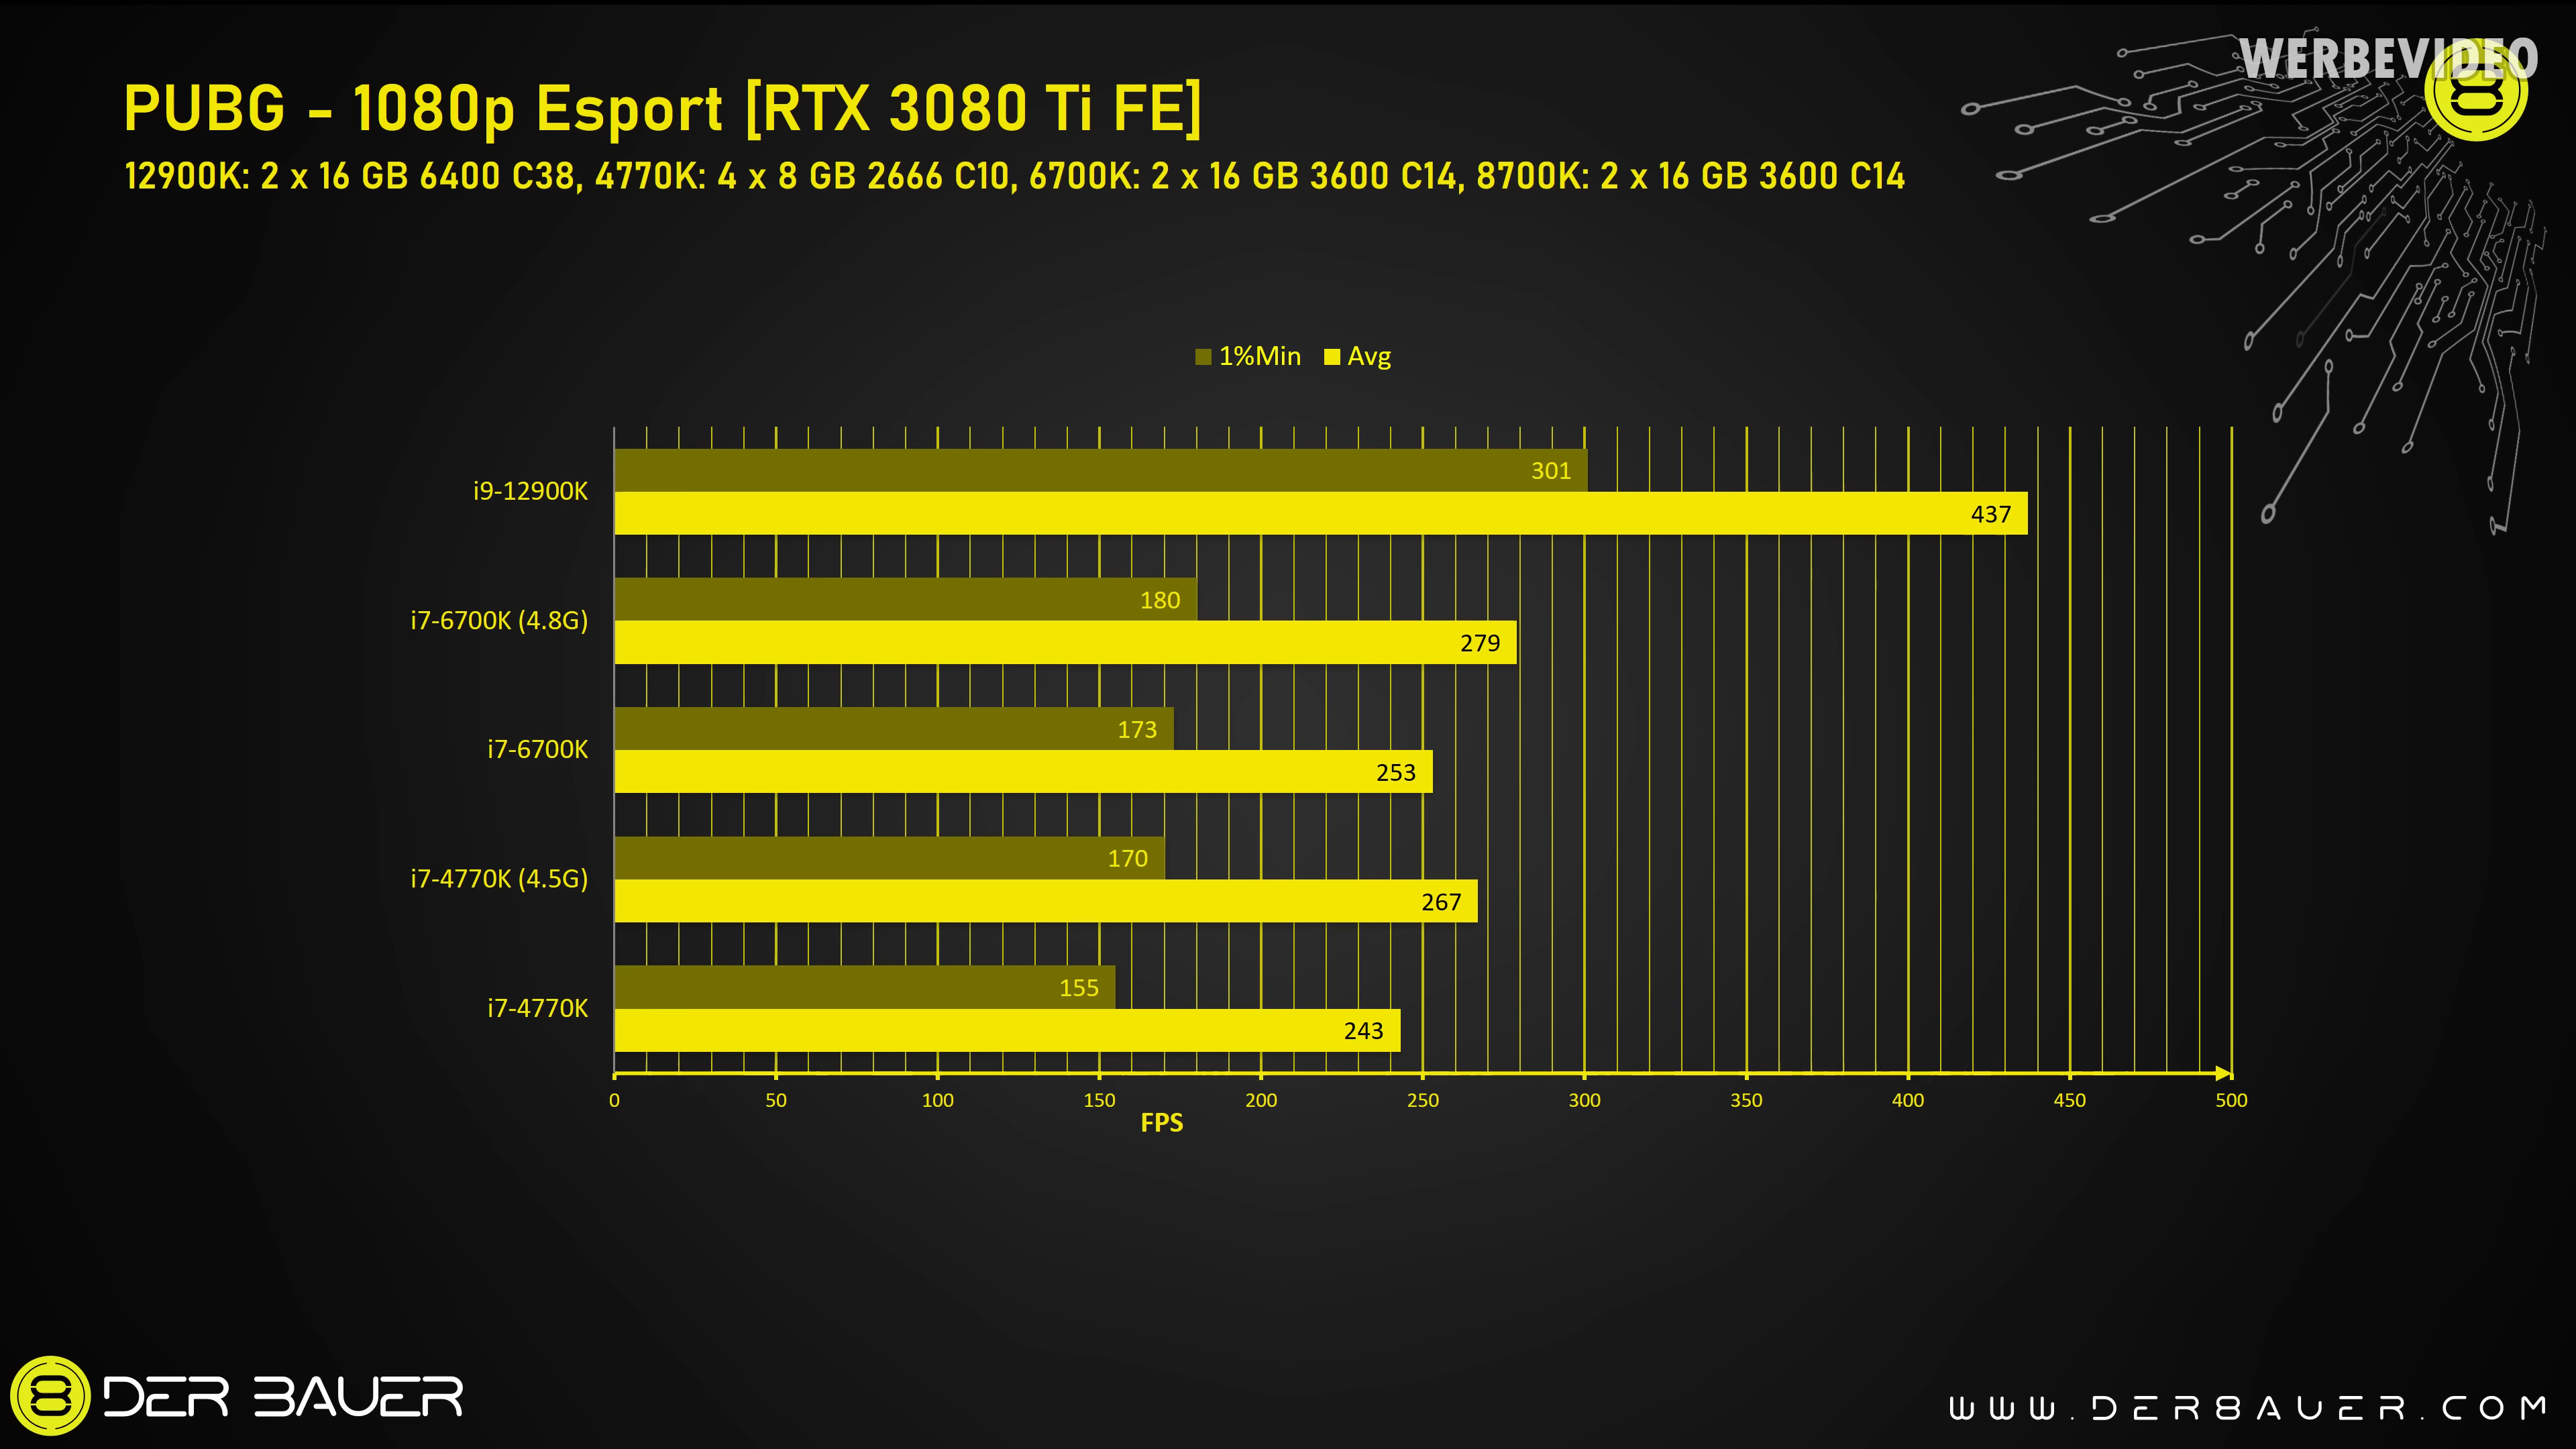 WERBEVIDEO
PUBG - 1080p Esport [RTX 3080 Ti FE]
12900K: 2 x 16 GB 6400 C38, 4770K: 4 x 8 GB 2666 C10, 6700K: 2 x 16 GB 3600 C14, 8700K: 2 x 16 GB 3600 C14
1%Min Avg
i9-12900K
301
437
i7-6700K (4.8G)
180
279
i7-6700K
173
253
i7-4770K (4.5G)
170
267
i7-4770K
155
243
0 50 100 150 200 250 300 350 400 450 500
FPS
DER BAUER
WWW.DER8AUER.COM